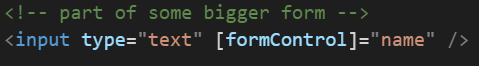 <!-- part of some bigger form -->
<input type="text" [formControl]="name" />